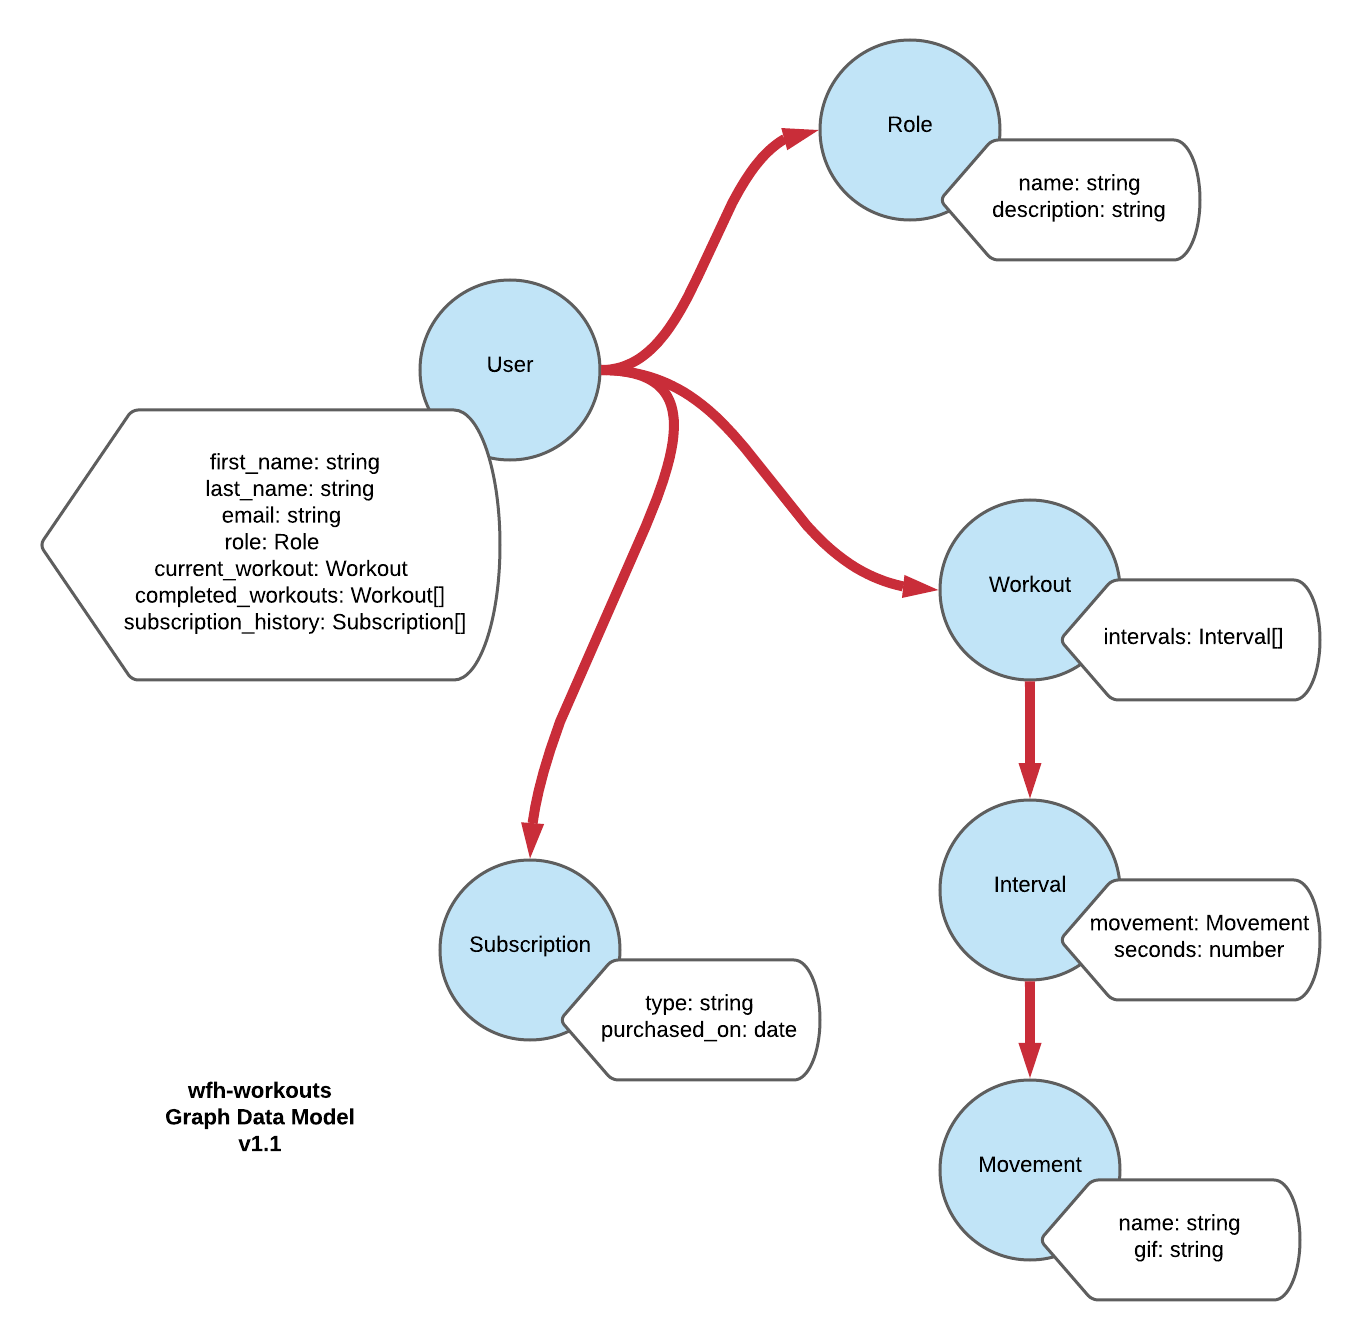 Role
name: string
description: string
User
first_name: string
last_name: string
email: string
role: Role
current_workout: Workout
completed_workouts: Workout[]
subscription_history: Subscription[]
Workout
intervals: Interval[]
Interval
movement: Movement
seconds: number
Subscription
type: string
purchased_on: date
wfh-workouts
Graph Data Model
v1.1
Movement
name: string
gif: string